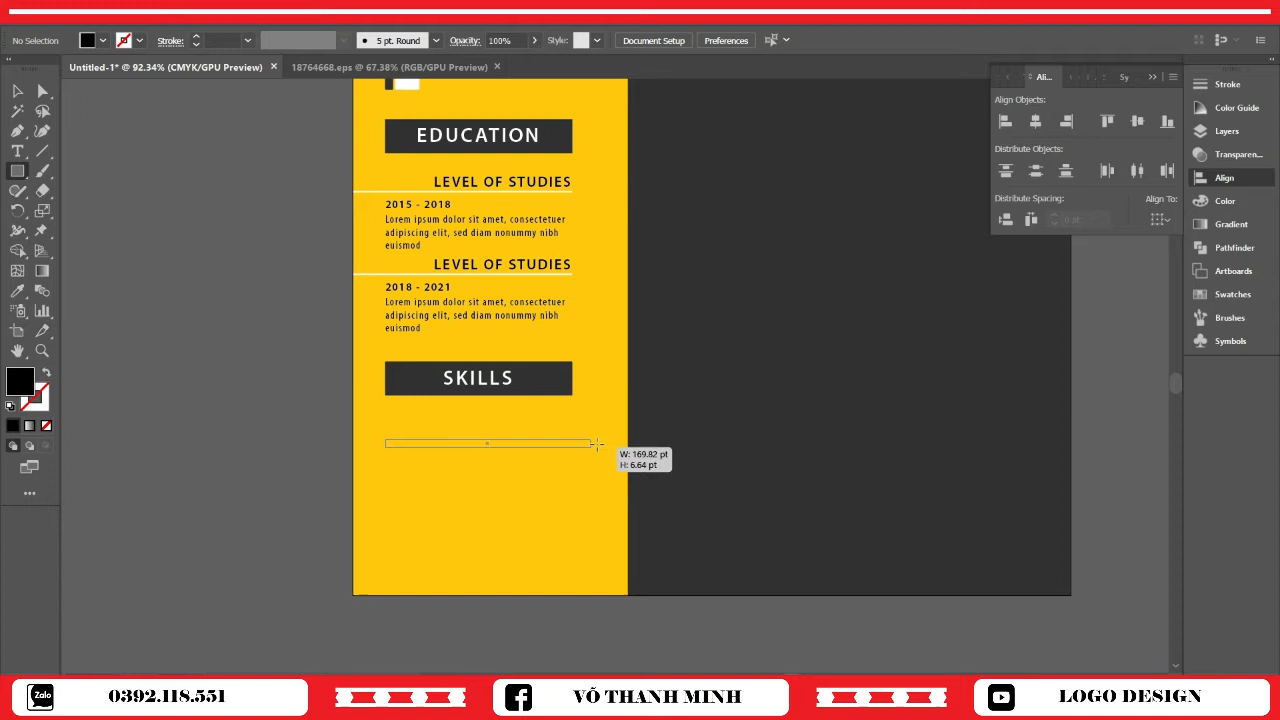 No Selection
Stroke:
5 pt. Round
Opacity:
100%
Style:
Document Setup
Preferences
Untitled-1* @ 92.34% (CMYK/GPU Preview)
18764668.eps @ 67.38% (RGB/GPU Preview)
Ali...
Sy
Align Objects:
Distribute Objects:
Distribute Spacing:
Align To:
0 pt
Stroke
Color Guide
Layers
Transparen...
Align
Color
Gradient
Pathfinder
Artboards
Swatches
Brushes
Symbols
EDUCATION
LEVEL OF STUDIES
2015 - 2018
Lorem ipsum dolor sit amet, consectetuer
adipiscing elit, sed diam nonummy nibh
euismod
LEVEL OF STUDIES
2018 - 2021
Lorem ipsum dolor sit amet, consectetuer
adipiscing elit, sed diam nonummy nibh
euismod
SKILLS
W: 169.82 pt
H: 6.64 pt
Zalo
0392.118.551
VÕ THANH MINH
LOGO DESIGN